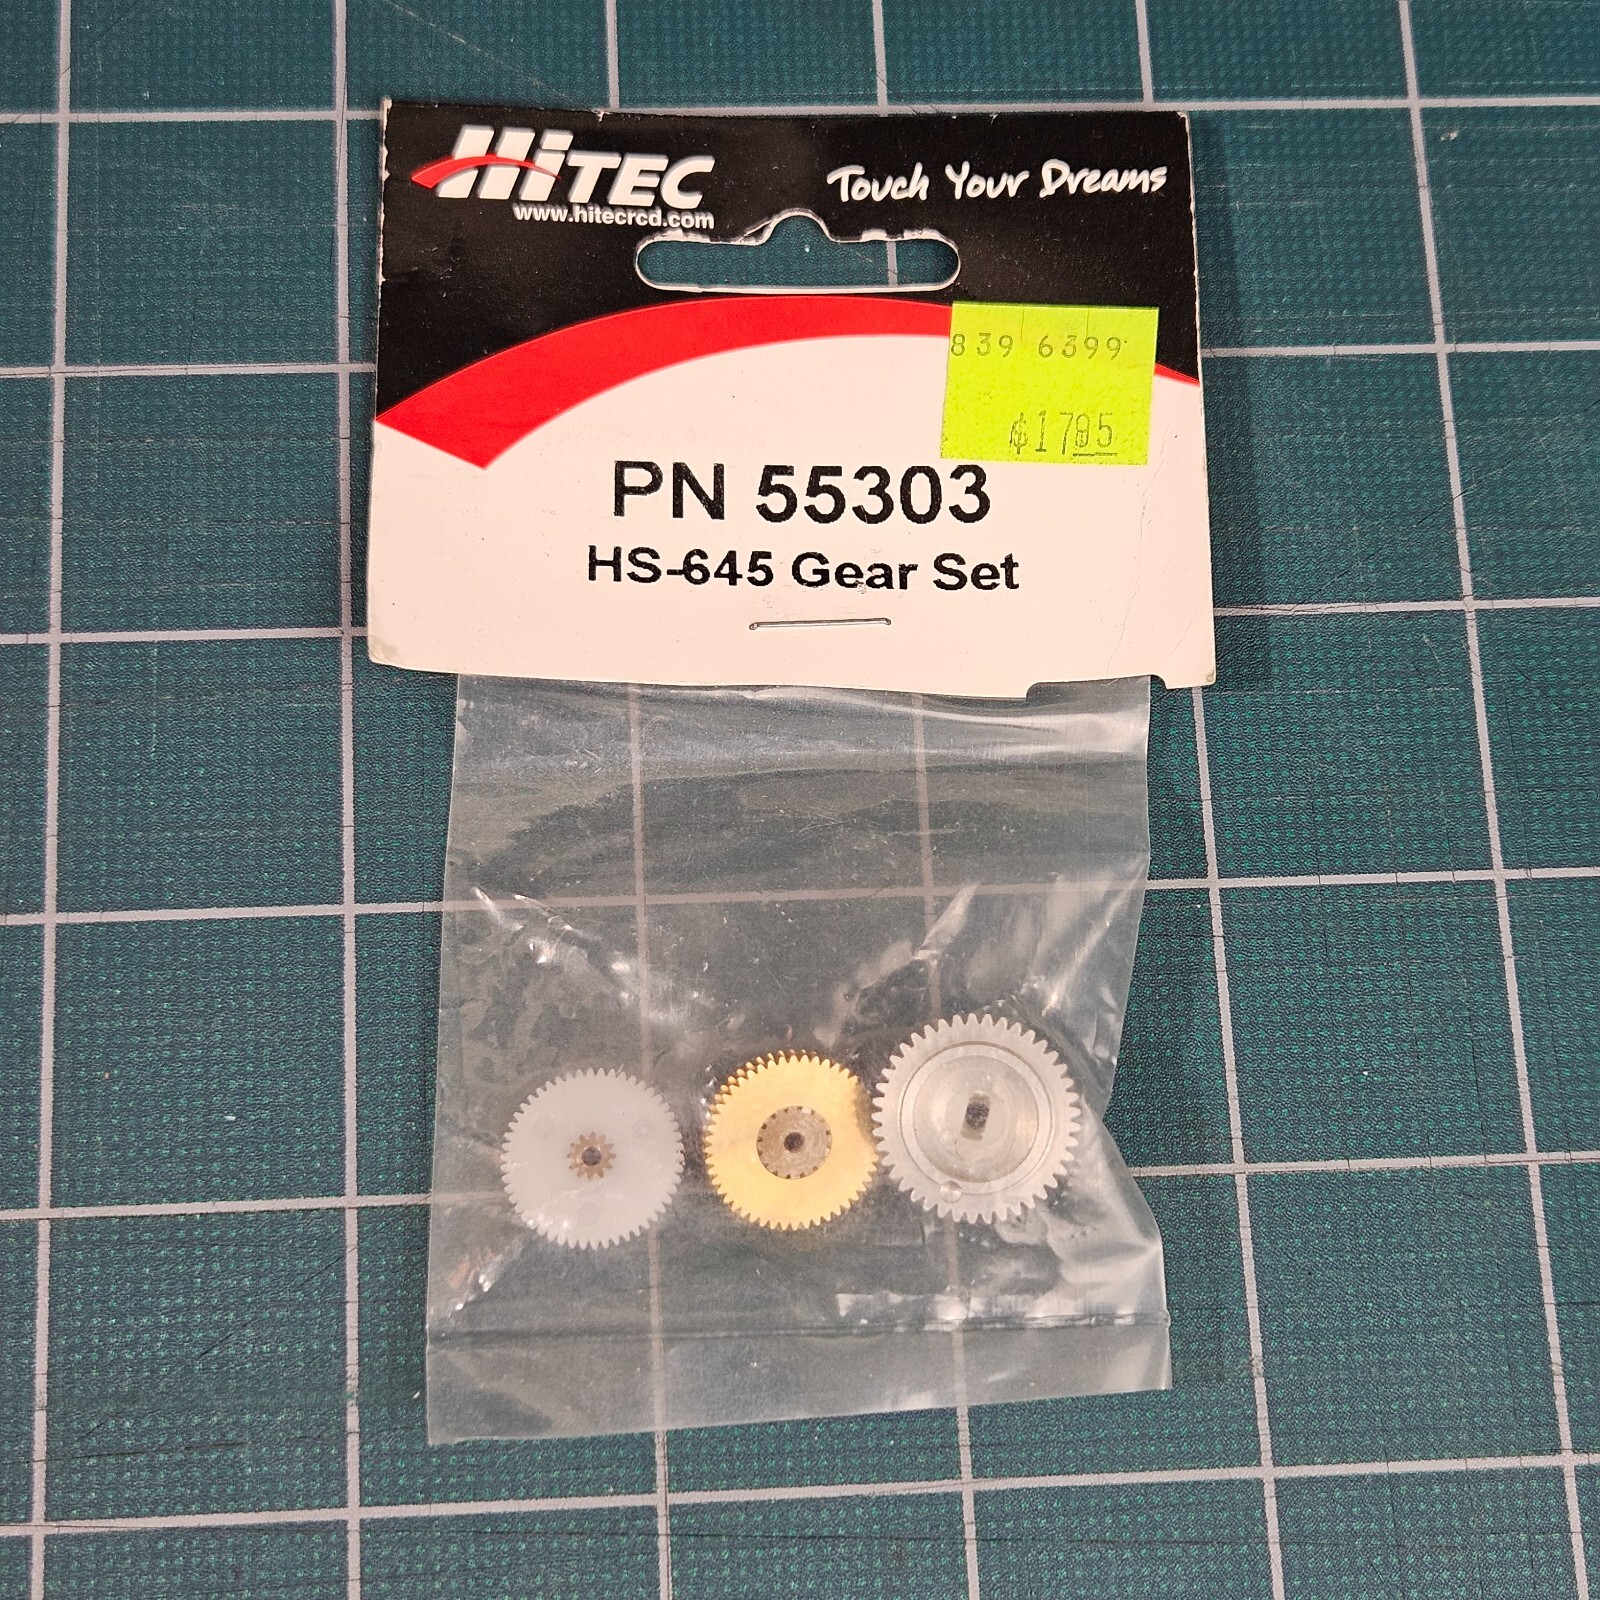 HiTEC
www.hitecrcd.com
Touch Your Dreams
839 6399
$17.95
PN 55303
HS-645 Gear Set